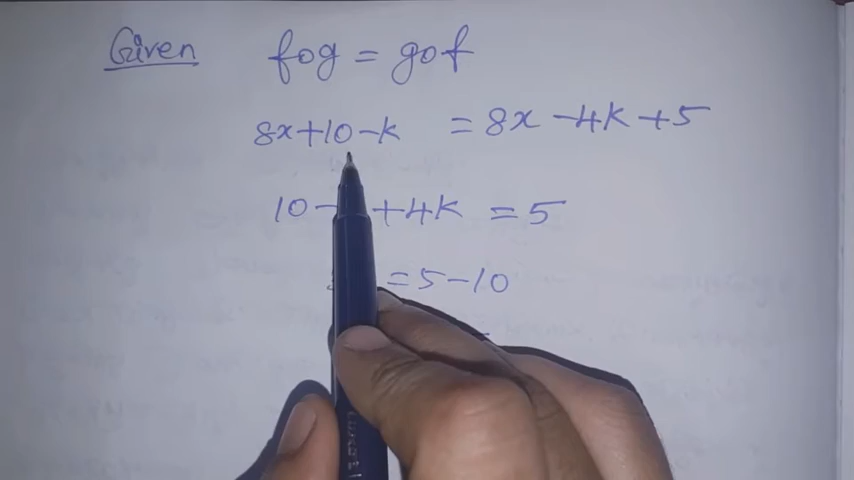 Given fog = gof
8x+10-k = 8x -4k +5
10- +4k = 5
= 5-10